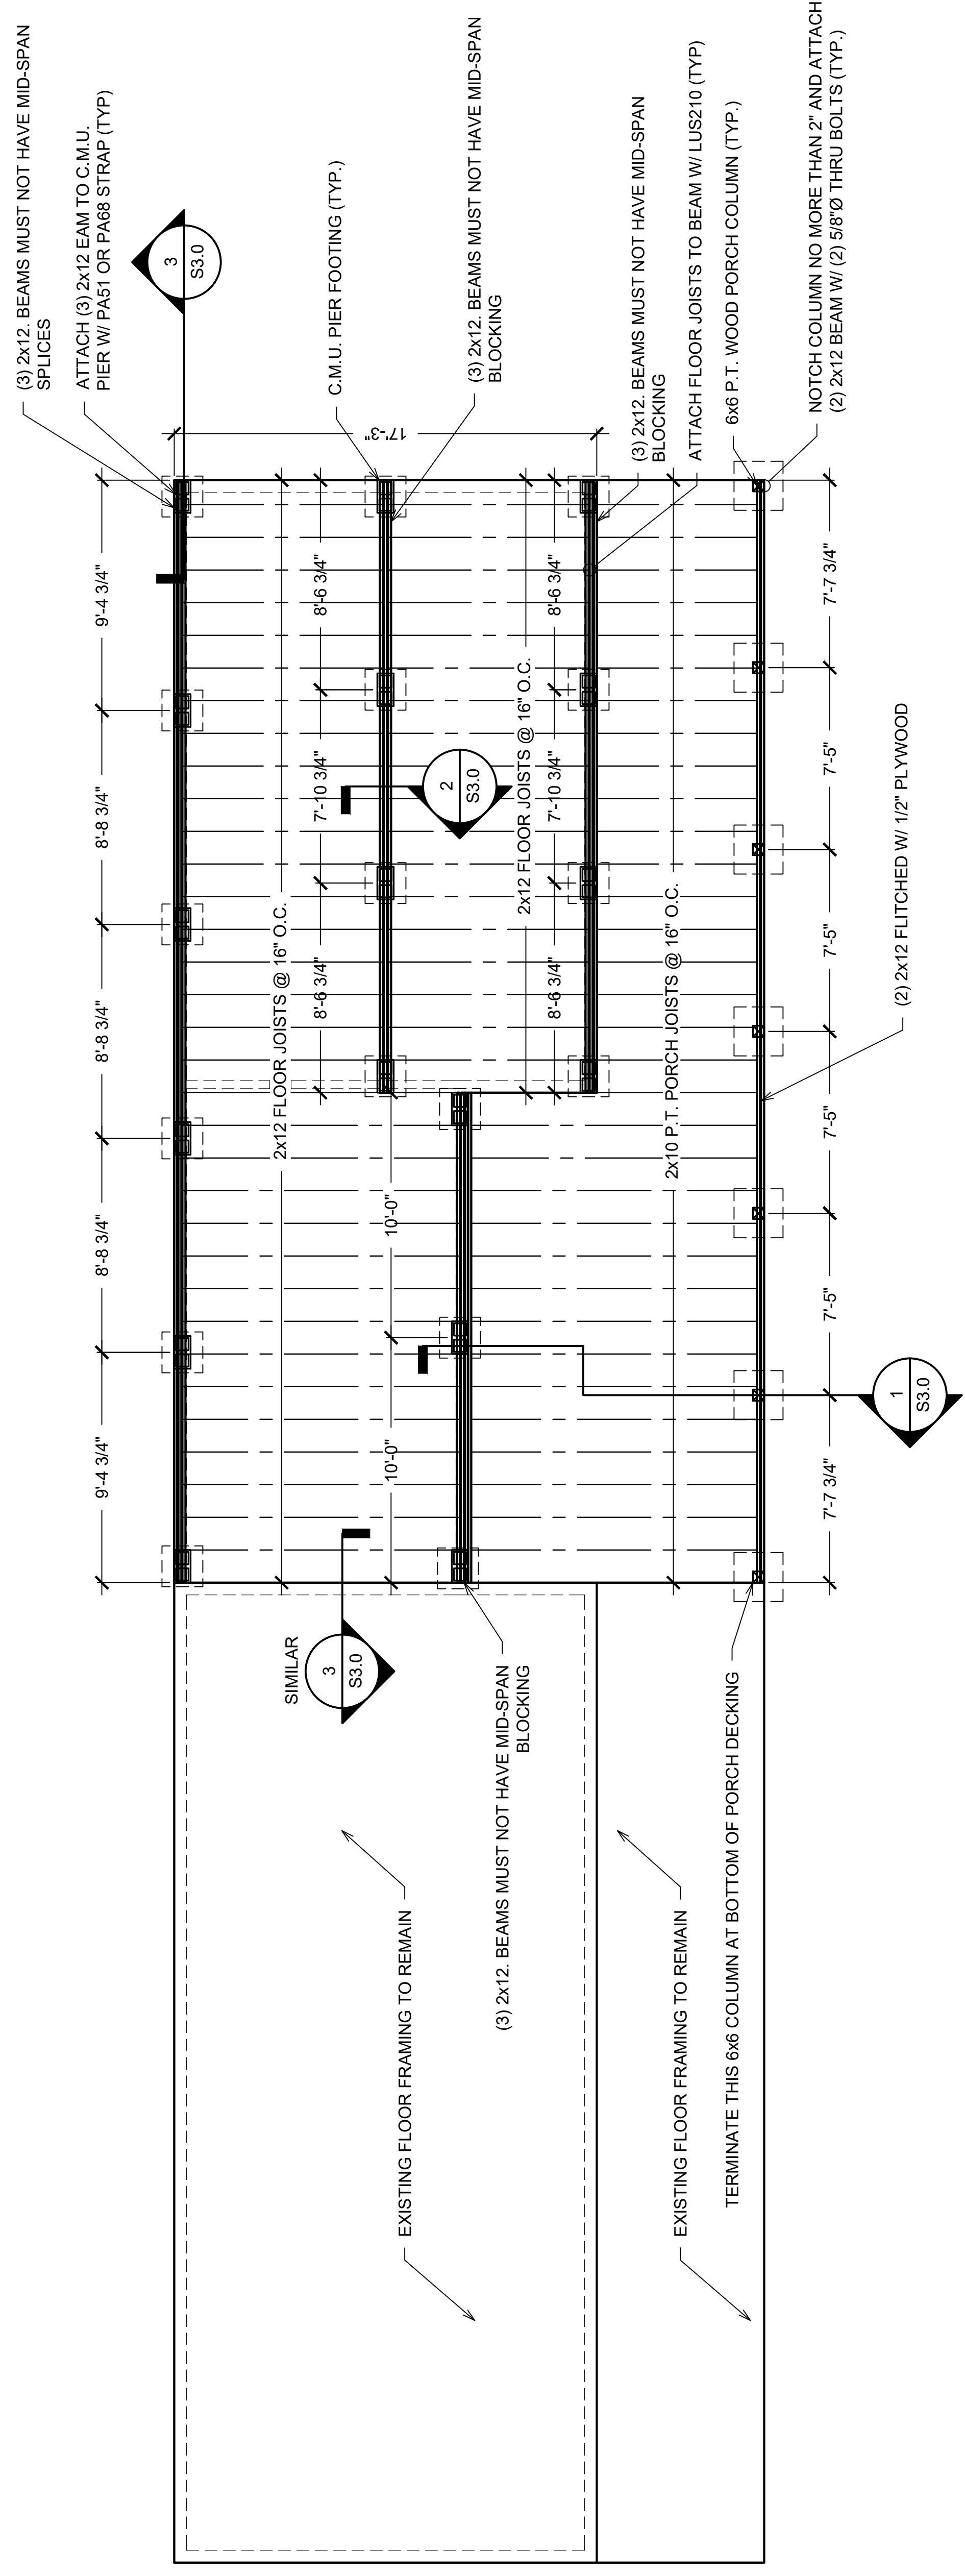 (3) 2x12. BEAMS MUST NOT HAVE MID-SPAN
SPLICES
ATTACH (3) 2x12 EAM TO C.M.U.
PIER W/ PA51 OR PA68 STRAP (TYP)
3
S3.0
C.M.U. PIER FOOTING (TYP.)
(3) 2x12. BEAMS MUST NOT HAVE MID-SPAN
BLOCKING
(3) 2x12. BEAMS MUST NOT HAVE MID-SPAN
BLOCKING
ATTACH FLOOR JOISTS TO BEAM W/ LUS210 (TYP)
6x6 P.T. WOOD PORCH COLUMN (TYP.)
NOTCH COLUMN NO MORE THAN 2" AND ATTACH
(2) 2x12 BEAM W/ (2) 5/8"Ø THRU BOLTS (TYP.)
17'-3"
9'-4 3/4"
8'-8 3/4"
8'-8 3/4"
8'-8 3/4"
9'-4 3/4"
2x12 FLOOR JOISTS @ 16" O.C.
8'-6 3/4"
7'-10 3/4"
8'-6 3/4"
10'-0"
10'-0"
2
S3.0
2x12 FLOOR JOISTS @ 16" O.C.
8'-6 3/4"
7'-10 3/4"
8'-6 3/4"
2x10 P.T. PORCH JOISTS @ 16" O.C.
7'-7 3/4"
7'-5"
7'-5"
7'-5"
7'-5"
7'-7 3/4"
(2) 2x12 FLITCHED W/ 1/2" PLYWOOD
1
S3.0
SIMILAR
3
S3.0
(3) 2x12. BEAMS MUST NOT HAVE MID-SPAN
BLOCKING
EXISTING FLOOR FRAMING TO REMAIN
EXISTING FLOOR FRAMING TO REMAIN
TERMINATE THIS 6x6 COLUMN AT BOTTOM OF PORCH DECKING